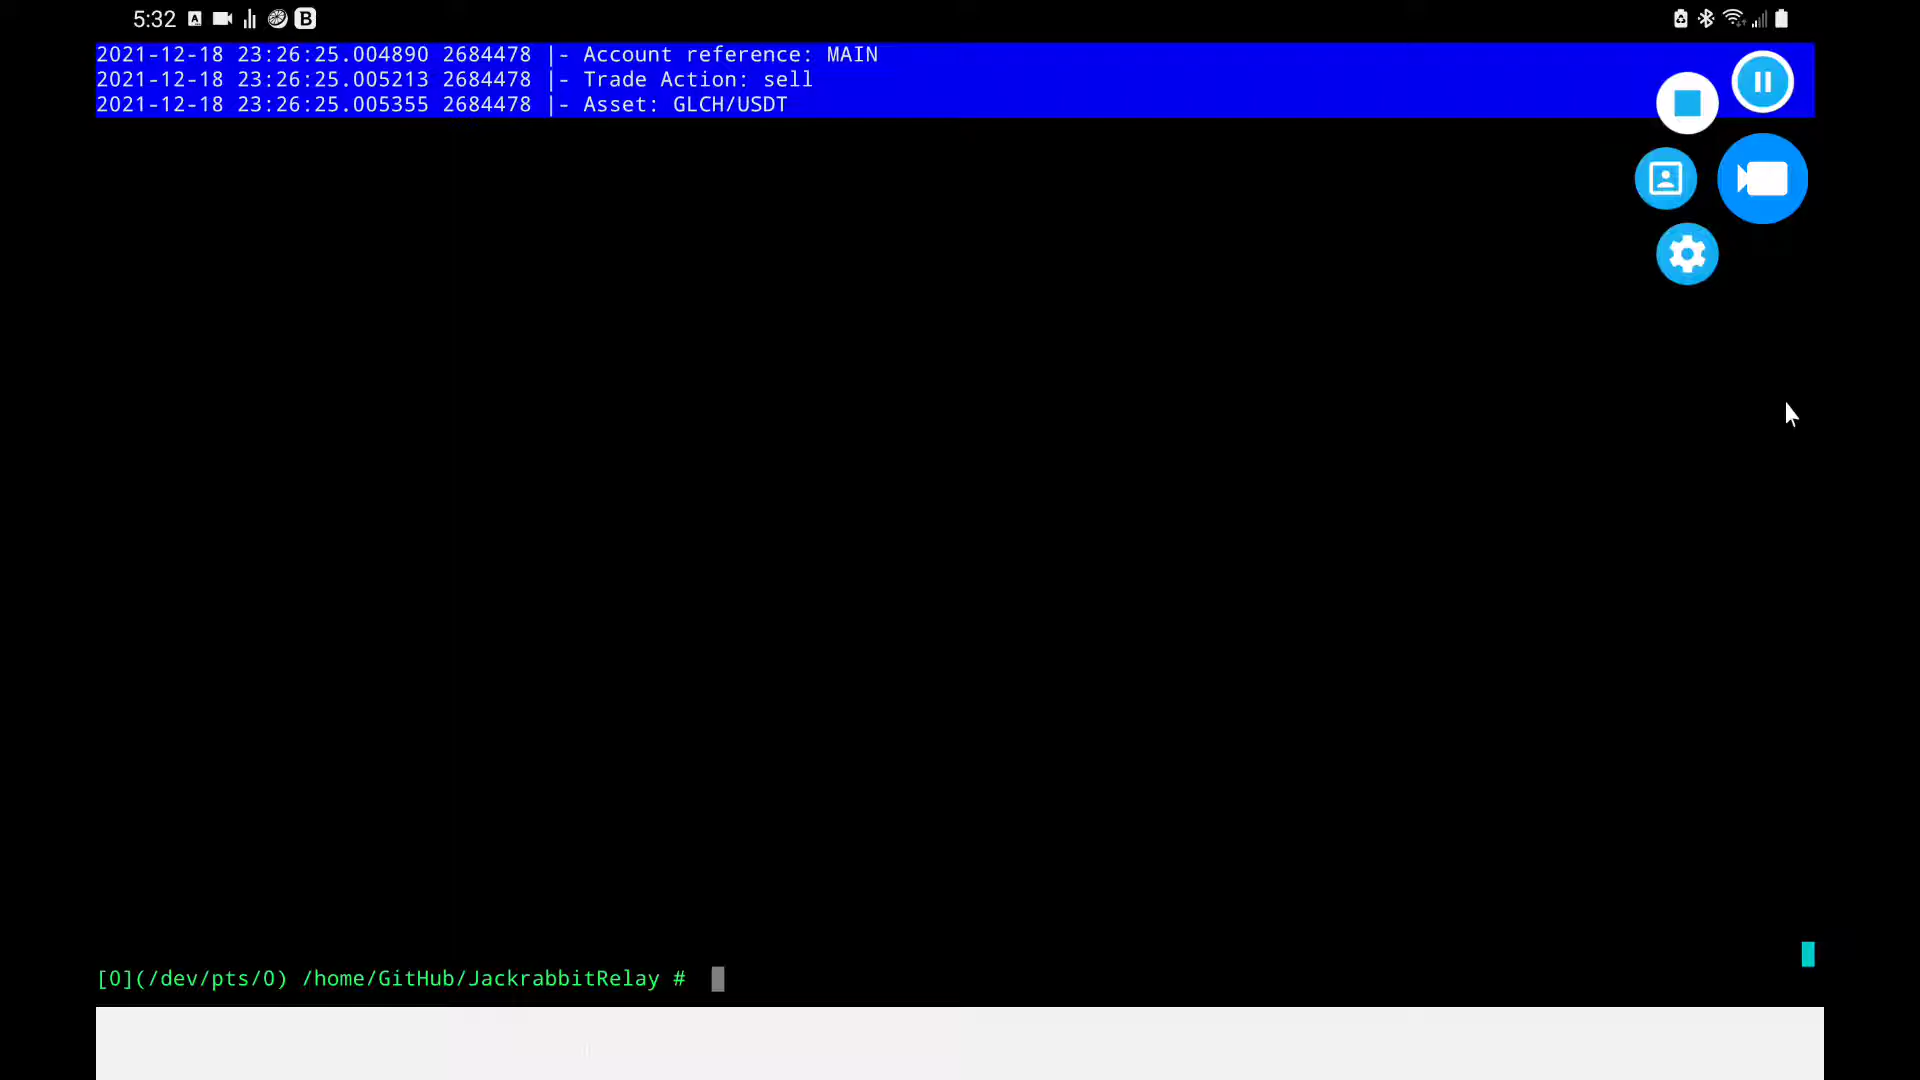 5:32 A B
2021-12-18 23:26:25.004890 2684478 |- Account reference: MAIN
2021-12-18 23:26:25.005213 2684478 |- Trade Action: sell
2021-12-18 23:26:25.005355 2684478 |- Asset: GLCH/USDT
[0](/dev/pts/0) /home/GitHub/JackrabbitRelay #